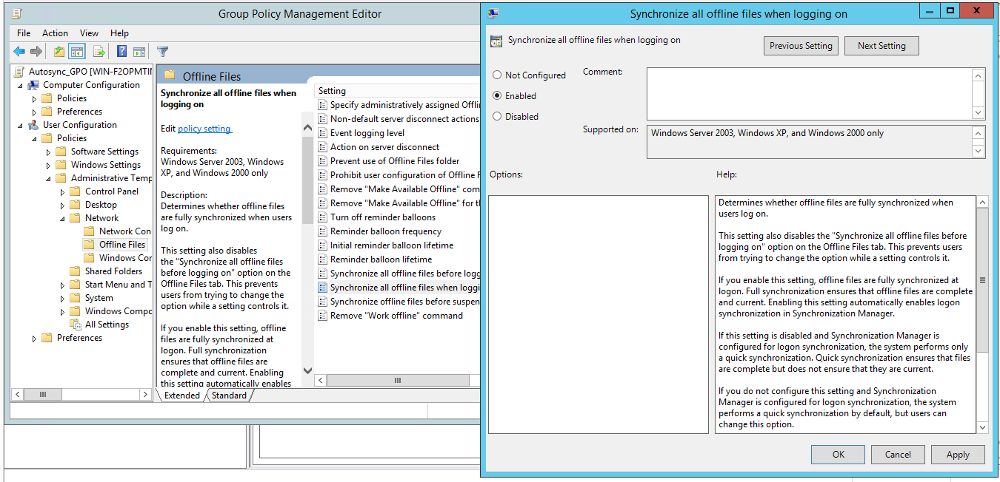 Group Policy Management Editor
File Action View Help
Autosync_GPO [WIN-F2OPMTI
Computer Configuration
Policies
Preferences
User Configuration
Policies
Software Settings
Windows Settings
Administrative Temp
Control Panel
Desktop
Network
Network Con
Offline Files
Windows Cor
Shared Folders
Start Menu and T
System
Windows Compo
All Settings
Preferences
Offline Files
Synchronize all offline files when
logging on
Edit policy setting
Requirements:
Windows Server 2003, Windows
XP, and Windows 2000 only
Description:
Determines whether offline files
are fully synchronized when users
log on.
This setting also disables
the "Synchronize all offline files
before logging on" option on the
Offline Files tab. This prevents
users from trying to change the
option while a setting controls it.
If you enable this setting, offline
files are fully synchronized at
logon. Full synchronization
ensures that offline files are
complete and current. Enabling
this setting automatically enables
Setting
Specify administratively assigned Offli
Non-default server disconnect actions
Event logging level
Action on server disconnect
Prevent use of Offline Files folder
Prohibit user configuration of Offline F
Remove "Make Available Offline" com
Remove "Make Available Offline" for th
Turn off reminder balloons
Reminder balloon frequency
Initial reminder balloon lifetime
Reminder balloon lifetime
Synchronize all offline files before logg
Synchronize all offline files when loggi
Synchronize offline files before suspen
Remove "Work offline" command
Extended Standard
Synchronize all offline files when logging on
Synchronize all offline files when logging on
Previous Setting Next Setting
Not Configured
Enabled
Disabled
Comment:
Supported on:
Windows Server 2003, Windows XP, and Windows 2000 only
Options:
Help:
Determines whether offline files are fully synchronized when
users log on.
This setting also disables the "Synchronize all offline files before
logging on" option on the Offline Files tab. This prevents users
from trying to change the option while a setting controls it.
If you enable this setting, offline files are fully synchronized at
logon. Full synchronization ensures that offline files are complete
and current. Enabling this setting automatically enables logon
synchronization in Synchronization Manager.
If this setting is disabled and Synchronization Manager is
configured for logon synchronization, the system performs only
a quick synchronization. Quick synchronization ensures that files
are complete but does not ensure that they are current.
If you do not configure this setting and Synchronization
Manager is configured for logon synchronization, the system
performs a quick synchronization by default, but users can
change this option.
OK Cancel Apply